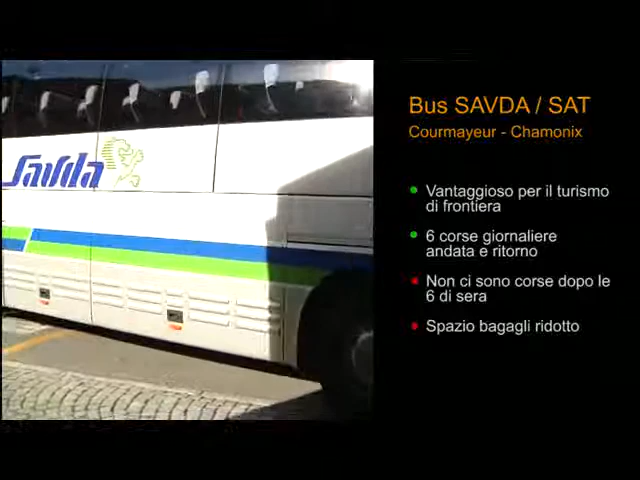 Bus SAVDA / SAT
Courmayeur - Chamonix
savda
Vantaggioso per il turismo
di frontiera
6 corse giornaliere
andata e ritorno
Non ci sono corse dopo le
6 di sera
Spazio bagagli ridotto